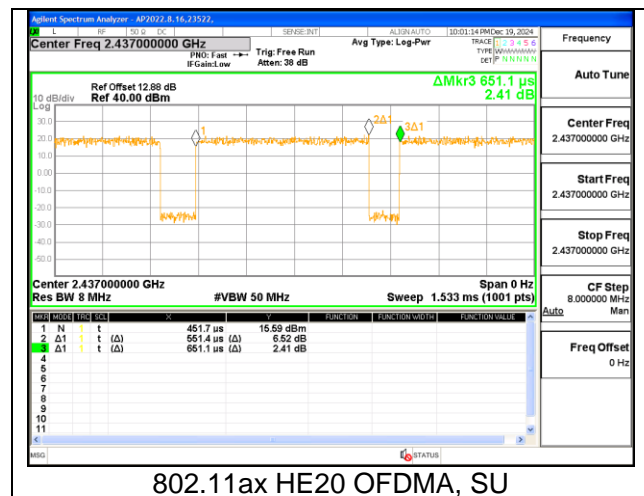 Agilent Spectrum Analyzer - AP2022.8.16,23522,
L RF 50 Ω DC SENSE:INT ALIGN AUTO 10:01:14 PM Dec 19, 2024
Center Freq 2.437000000 GHz
PNO: Fast
IFGain:Low
Trig: Free Run
Atten: 38 dB
Avg Type: Log-Pwr
TRACE 1 2 3 4 5 6
TYPE WWWWWW
DET P N N N N N
Ref Offset 12.88 dB
Ref 40.00 dBm
ΔMkr3 651.1 µs
2.41 dB
10 dB/div
Log
30.0
20.0
10.0
0.00
-10.0
-20.0
-30.0
-40.0
-50.0
1
2Δ1
3Δ1
Center 2.437000000 GHz Span 0 Hz
Res BW 8 MHz #VBW 50 MHz Sweep 1.533 ms (1001 pts)
MKR MODE TRC SCL X Y FUNCTION FUNCTION WIDTH FUNCTION VALUE
1 N 1 t 451.7 µs 15.59 dBm
2 Δ1 1 t (Δ) 551.4 µs (Δ) 6.52 dB
3 Δ1 1 t (Δ) 651.1 µs (Δ) 2.41 dB
4
5
6
7
8
9
10
11
MSG STATUS
Frequency
Auto Tune
Center Freq
2.437000000 GHz
Start Freq
2.437000000 GHz
Stop Freq
2.437000000 GHz
CF Step
8.000000 MHz
Auto Man
Freq Offset
0 Hz
802.11ax HE20 OFDMA, SU